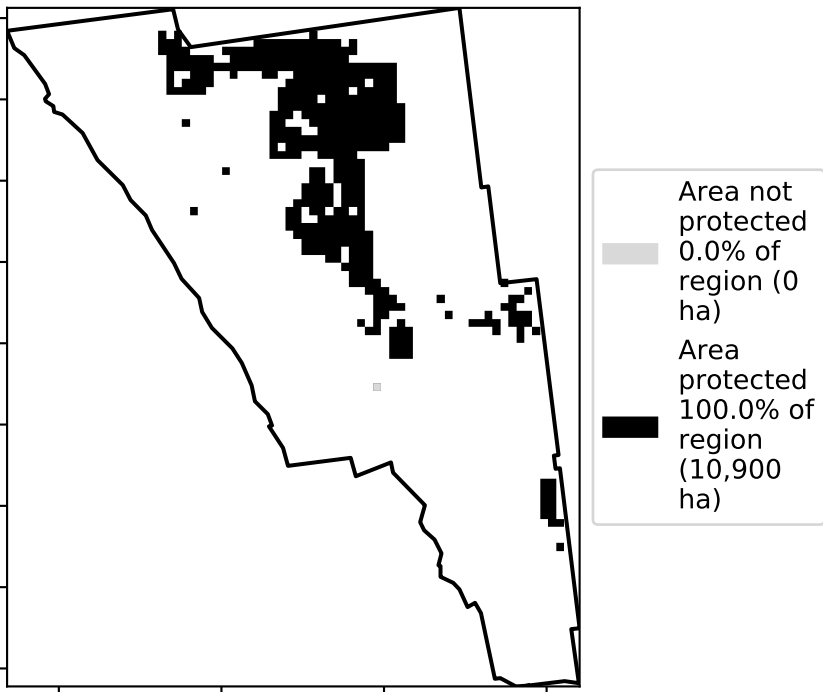 Area not
protected
0.0% of
region (0
ha)
Area
protected
100.0% of
region
(10,900
ha)